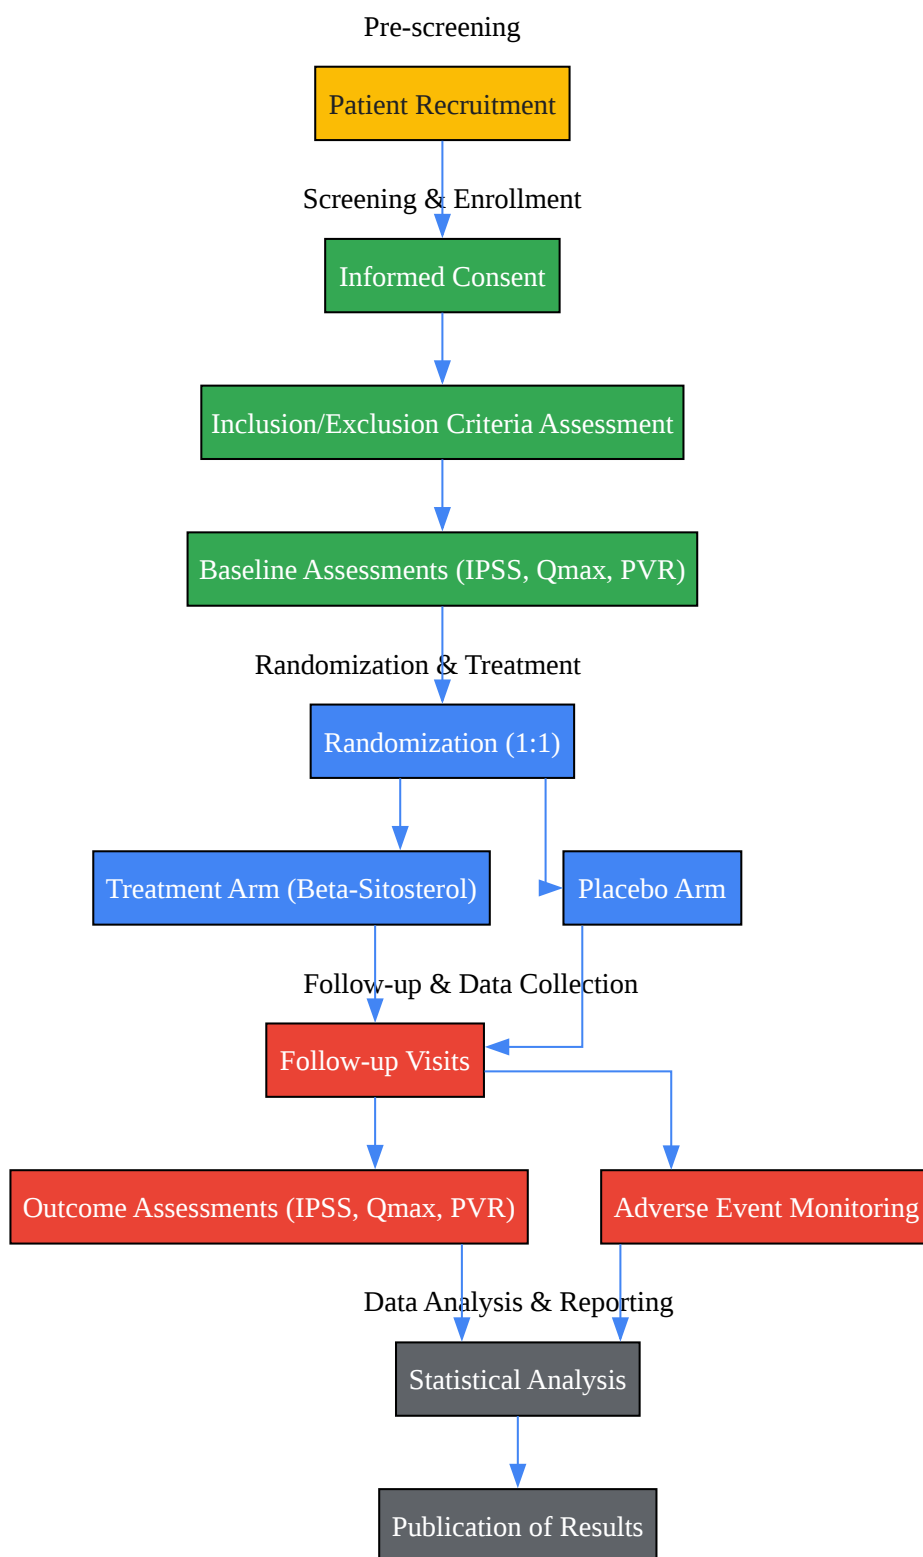 Pre-screening
Patient Recruitment
Screening & Enrollment
Informed Consent
Inclusion/Exclusion Criteria Assessment
Baseline Assessments (IPSS, Qmax, PVR)
Randomization & Treatment
Randomization (1:1)
Treatment Arm (Beta-Sitosterol)
Placebo Arm
Follow-up & Data Collection
Follow-up Visits
Outcome Assessments (IPSS, Qmax, PVR)
Adverse Event Monitoring
Data Analysis & Reporting
Statistical Analysis
Publication of Results